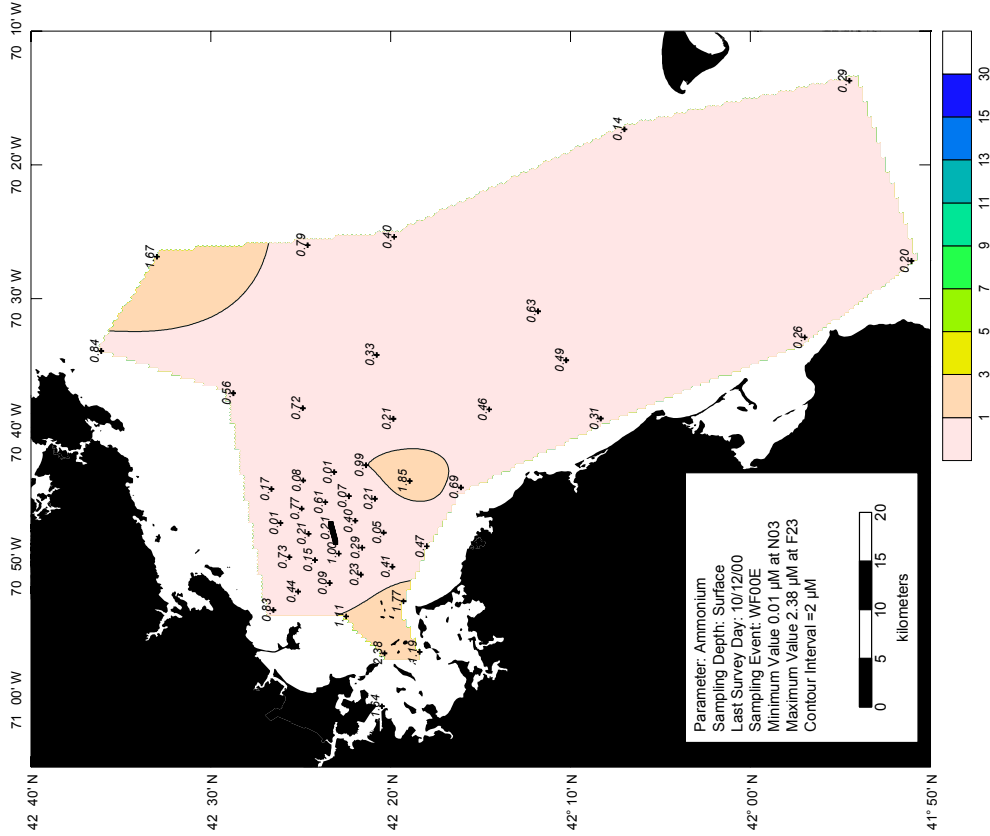 42 40' N
42 30' N
42 20' N
42° 10' N
42° 00' N
41° 50' N
71 00' W
70 50' W
70 40' W
70 30' W
70 20' W
70 10' W
1.67
0.84
0.79
0.40
0.14
0.29
0.20
0.26
0.63
0.49
0.33
0.56
0.72
0.21
0.46
0.31
0.99
1.85
0.69
0.17
0.08
0.01
0.01
0.77
0.61
0.07
0.21
0.73
0.21
0.21
0.40
0.05
0.15
1.00
0.29
0.47
0.44
0.09
0.23
0.41
0.83
1.11
1.77
2.38
1.19
1.54
Parameter: Ammonium
Sampling Depth: Surface
Last Survey Day: 10/12/00
Sampling Event: WF00E
Minimum Value 0.01 µM at N03
Maximum Value 2.38 µM at F23
Contour Interval =2 µM
0 5 10 15 20
kilometers
1 3 5 7 9 11 13 15 30